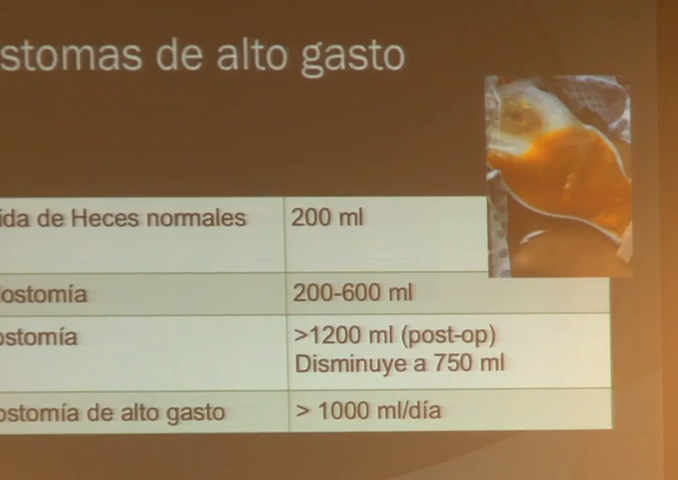 stomas de alto gasto
ida de Heces normales 200 ml
ostomía 200-600 ml
ostomía >1200 ml (post-op)
Disminuye a 750 ml
ostomía de alto gasto > 1000 ml/día